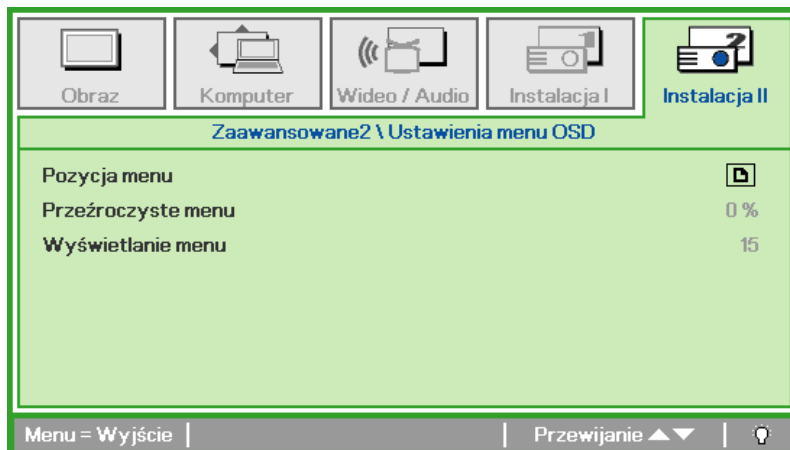 Obraz
Komputer
Wideo / Audio
Instalacja I
Instalacja II
Zaawansowane2 \ Ustawienia menu OSD
Pozycja menu
Przeźroczyste menu 0 %
Wyświetlanie menu 15
Menu = Wyjście Przewijanie